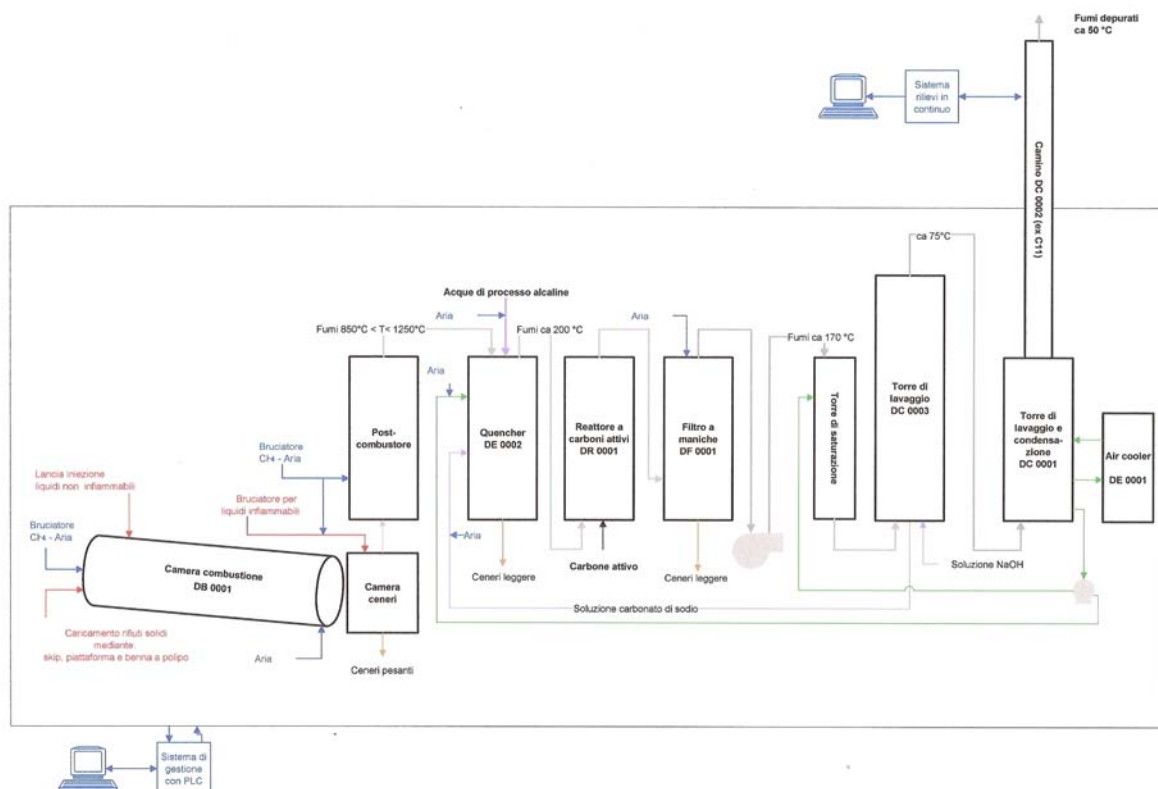 Fumi depurati
ca 50 °C
Sistema
rilievi in
continuo
Camino DC 0002 (ex C11)
ca 75°C
Acque di processo alcaline
Aria
Aria
Fumi 850°C < T< 1250°C
Fumi ca 200 °C
Fumi ca 170 °C
Aria
Post-
combustore
Quencher
DE 0002
Reattore a
carboni attivi
DR 0001
Filtro a
maniche
DF 0001
Torre di saturazione
Torre di
lavaggio
DC 0003
Torre di
lavaggio e
condensa-
zione
DC 0001
Air cooler
DE 0001
Bruciatore
CH4 - Aria
Lancia iniezione
liquidi non infiammabili
Bruciatore per
liquidi infiammabili
Bruciatore
CH4 - Aria
Aria
Camera combustione
DB 0001
Camera
ceneri
Ceneri leggere
Carbone attivo
Ceneri leggere
Soluzione NaOH
Soluzione carbonato di sodio
Caricamento rifiuti solidi
mediante:
skip, piattaforma e benna a polipo
Aria
Ceneri pesanti
Sistema di
gestione
con PLC